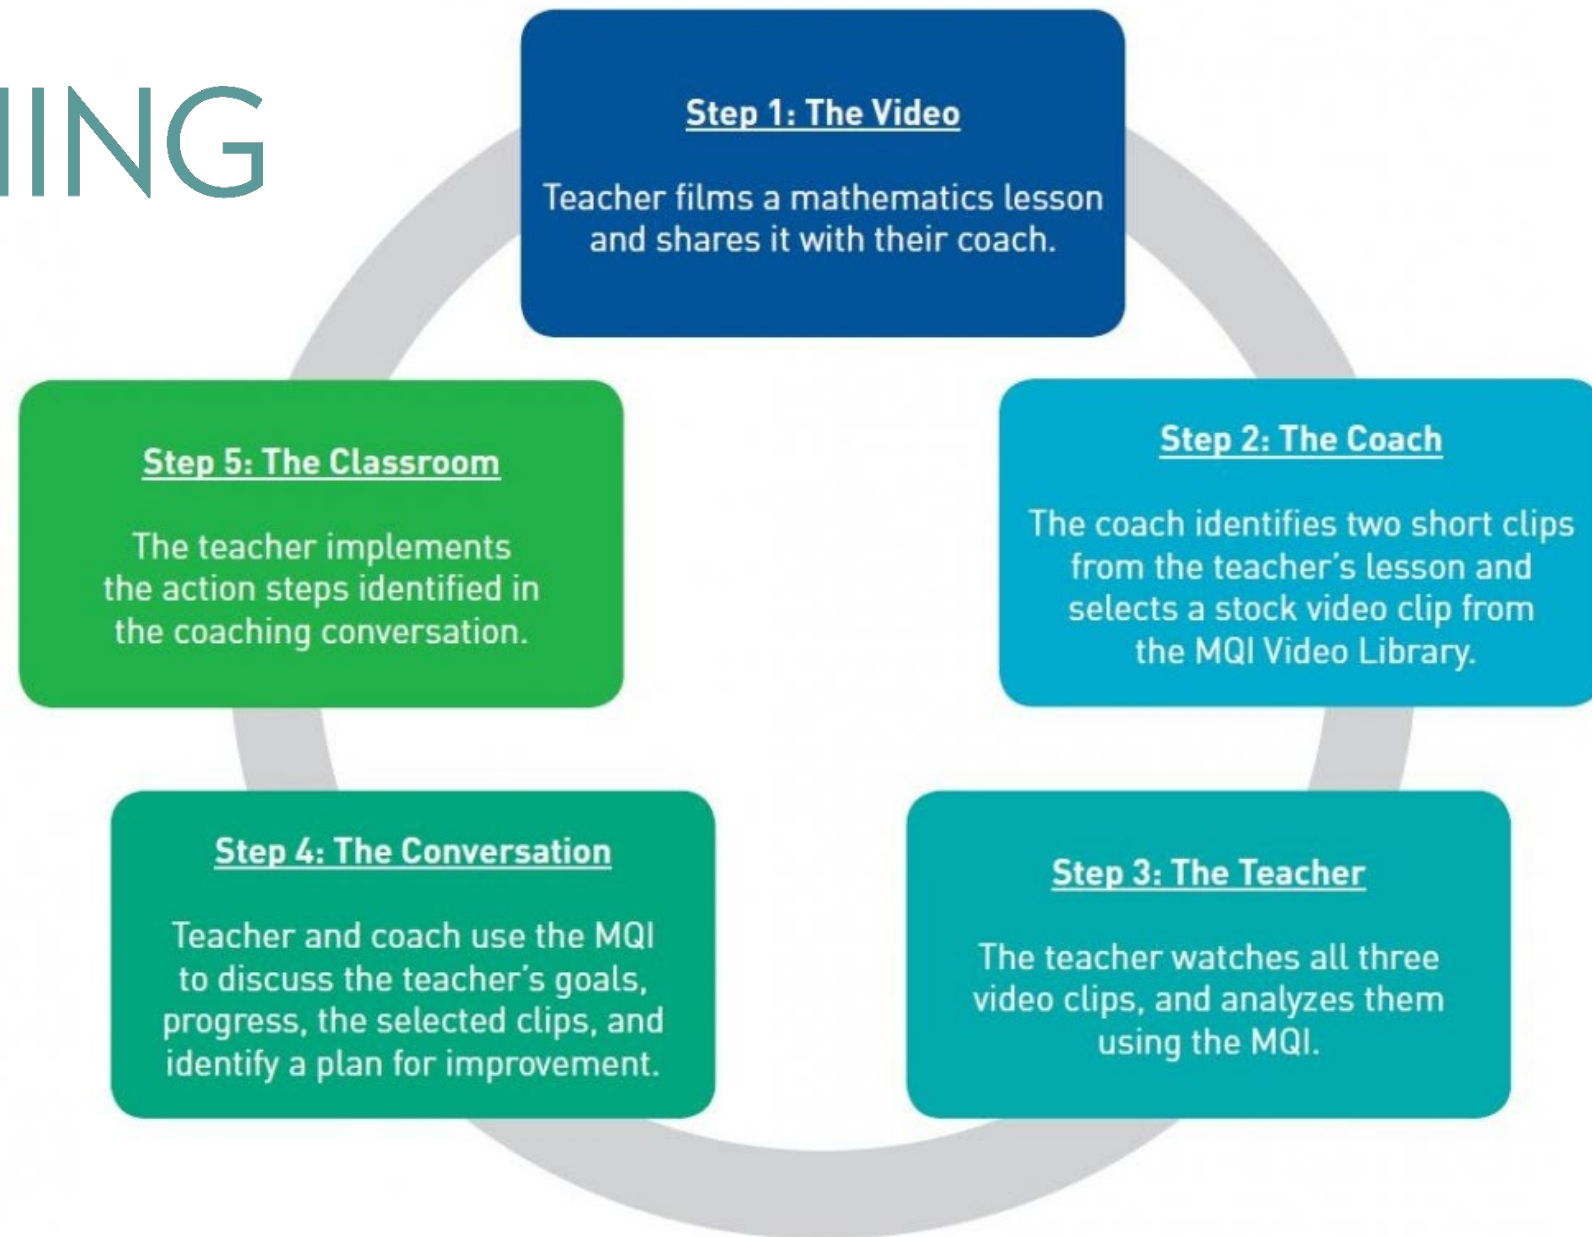 Step 1: The Video
Teacher films a mathematics lesson
and shares it with their coach.
Step 2: The Coach
The coach identifies two short clips
from the teacher's lesson and
selects a stock video clip from
the MQI Video Library.
Step 3: The Teacher
The teacher watches all three
video clips, and analyzes them
using the MQI.
Step 4: The Conversation
Teacher and coach use the MQI
to discuss the teacher's goals,
progress, the selected clips, and
identify a plan for improvement.
Step 5: The Classroom
The teacher implements
the action steps identified in
the coaching conversation.